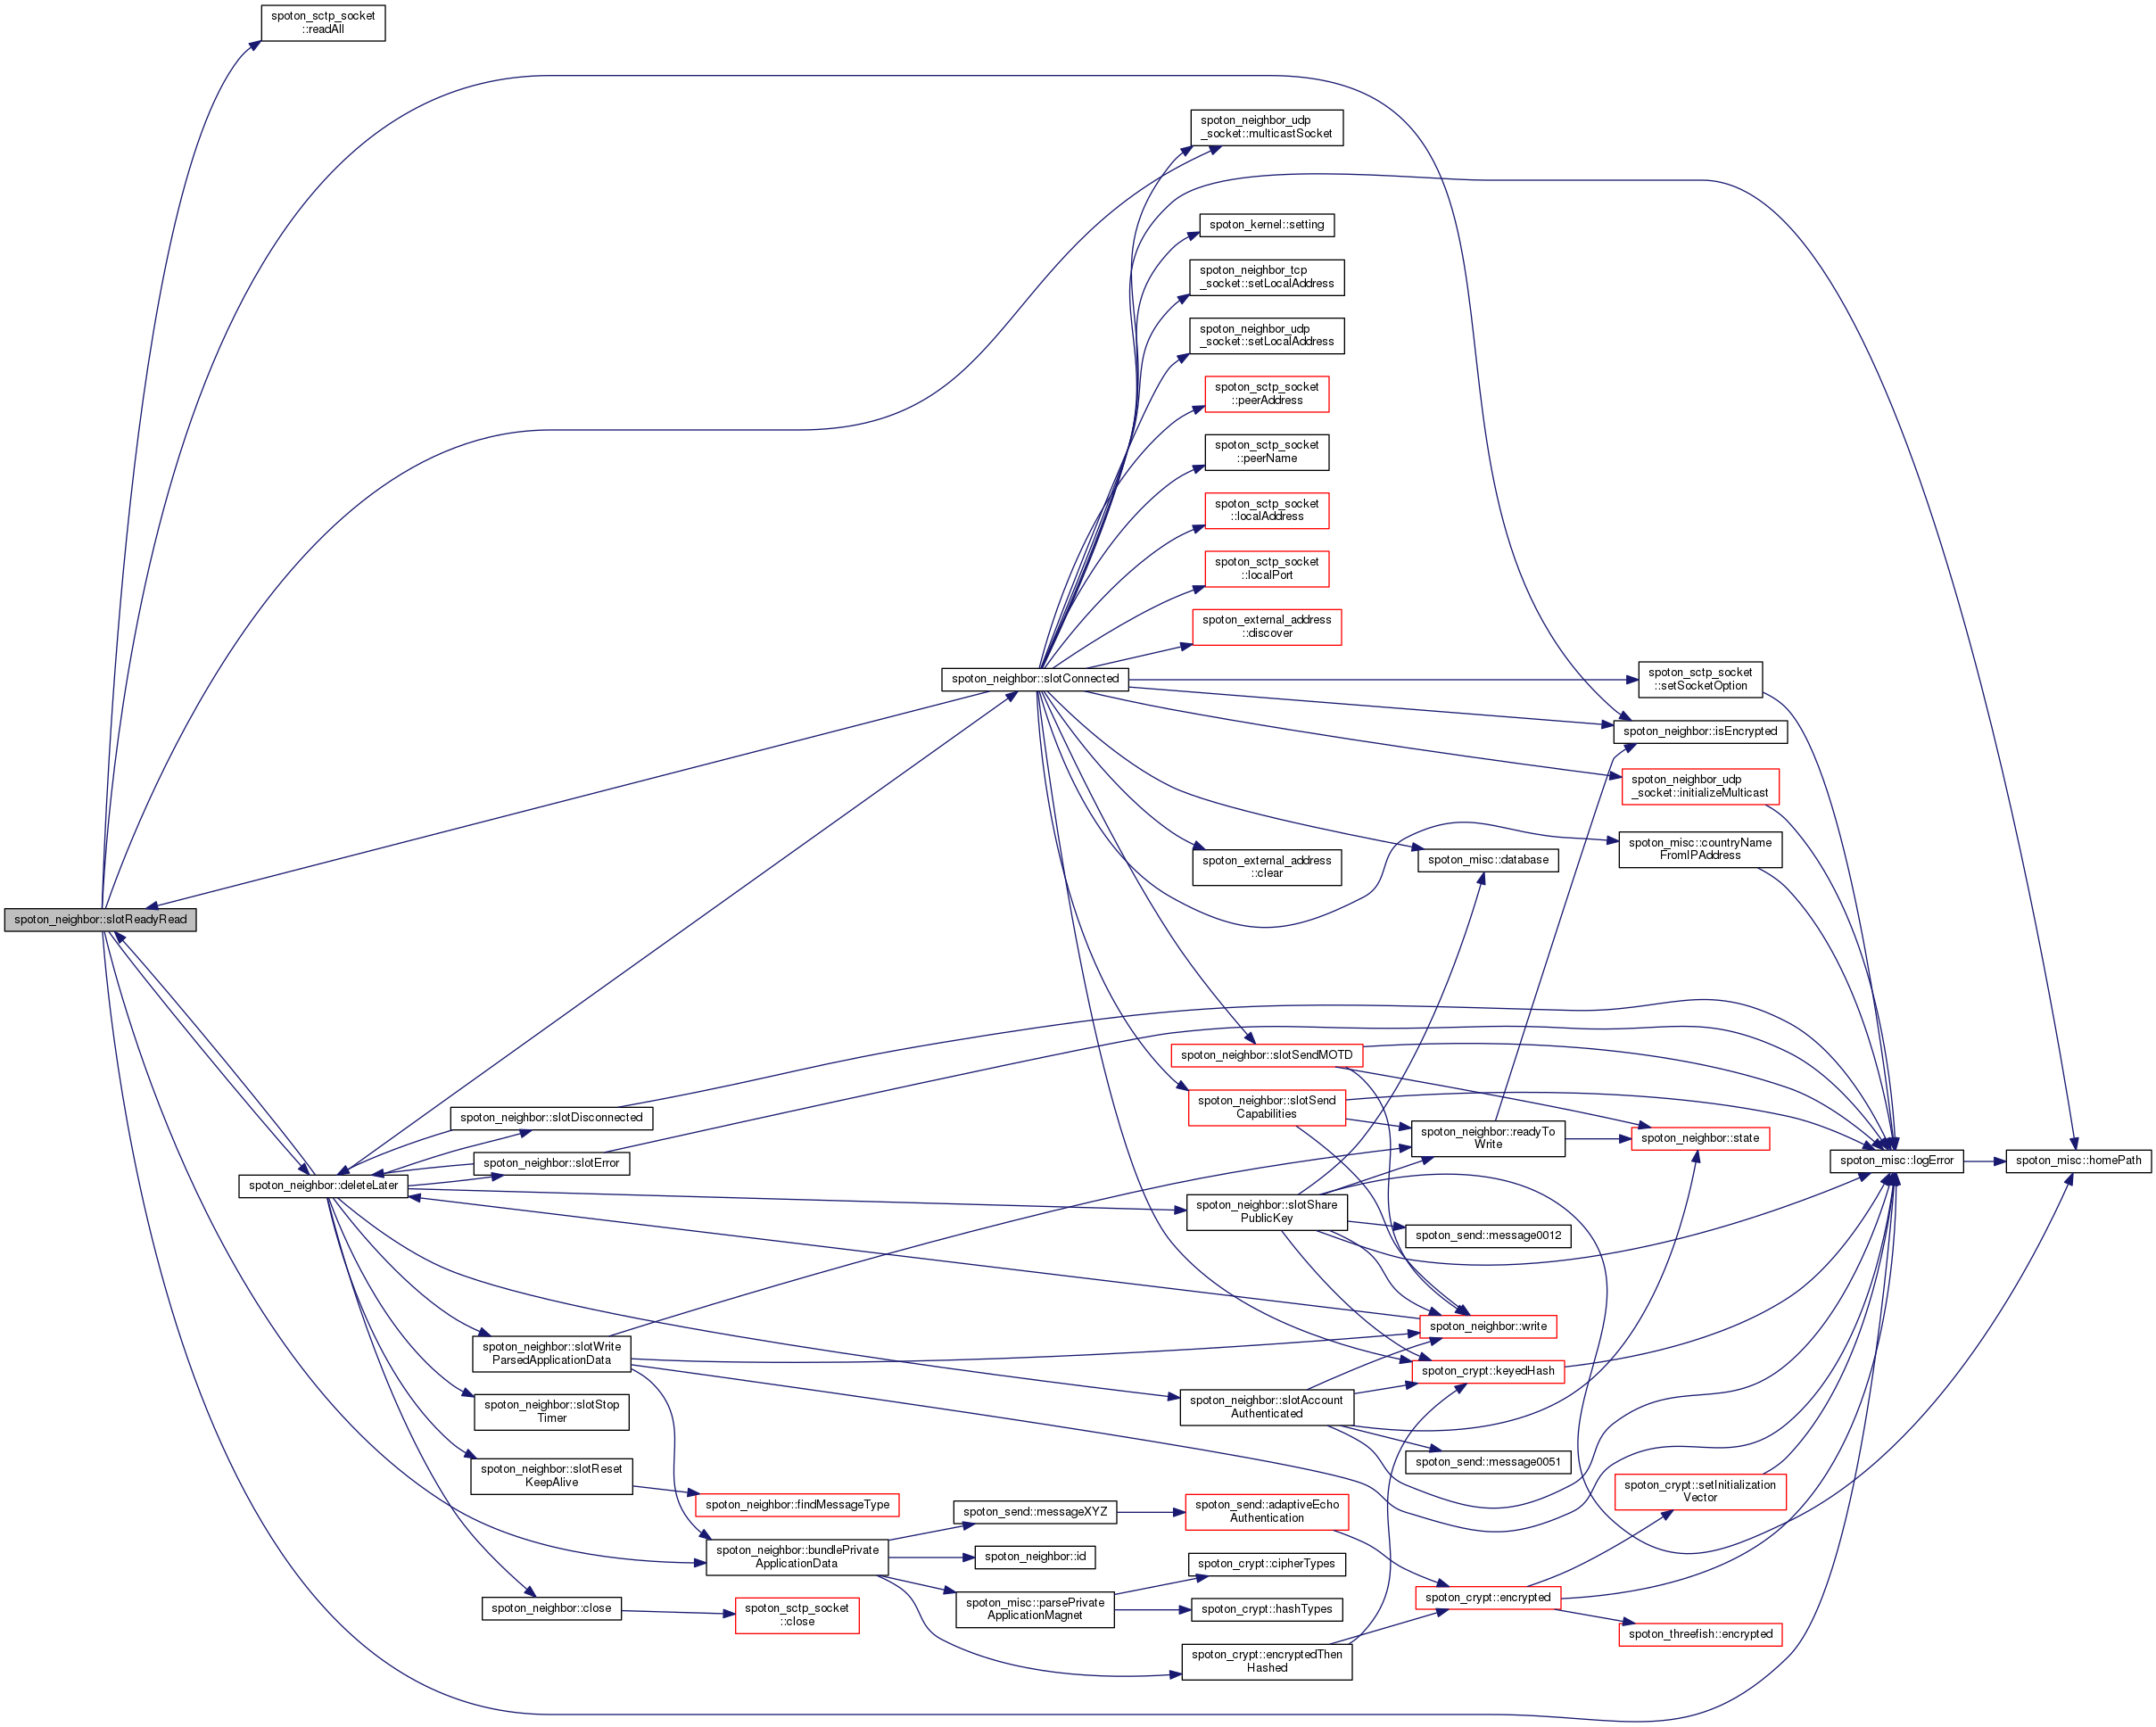 spoton_sctp_socket
::readAll
spoton_neighbor_udp
_socket::multicastSocket
spoton_kernel::setting
spoton_neighbor_tcp
_socket::setLocalAddress
spoton_neighbor_udp
_socket::setLocalAddress
spoton_sctp_socket
::peerAddress
spoton_sctp_socket
::peerName
spoton_sctp_socket
::localAddress
spoton_sctp_socket
::localPort
spoton_external_address
::discover
spoton_neighbor::slotConnected
spoton_sctp_socket
::setSocketOption
spoton_neighbor::isEncrypted
spoton_neighbor_udp
_socket::initializeMulticast
spoton_misc::countryName
FromIPAddress
spoton_misc::database
spoton_external_address
::clear
spoton_neighbor::slotReadyRead
spoton_neighbor::slotSendMOTD
spoton_neighbor::slotSend
Capabilities
spoton_neighbor::slotDisconnected
spoton_neighbor::readyTo
Write
spoton_neighbor::state
spoton_neighbor::slotError
spoton_misc::logError
spoton_misc::homePath
spoton_neighbor::deleteLater
spoton_neighbor::slotShare
PublicKey
spoton_send::message0012
spoton_neighbor::write
spoton_neighbor::slotWrite
ParsedApplicationData
spoton_crypt::keyedHash
spoton_neighbor::slotStop
Timer
spoton_neighbor::slotAccount
Authenticated
spoton_send::message0051
spoton_neighbor::slotReset
KeepAlive
spoton_neighbor::findMessageType
spoton_crypt::setInitialization
Vector
spoton_send::messageXYZ
spoton_send::adaptiveEcho
Authentication
spoton_neighbor::bundlePrivate
ApplicationData
spoton_neighbor::id
spoton_crypt::cipherTypes
spoton_neighbor::close
spoton_sctp_socket
::close
spoton_misc::parsePrivate
ApplicationMagnet
spoton_crypt::hashTypes
spoton_crypt::encrypted
spoton_threefish::encrypted
spoton_crypt::encryptedThen
Hashed